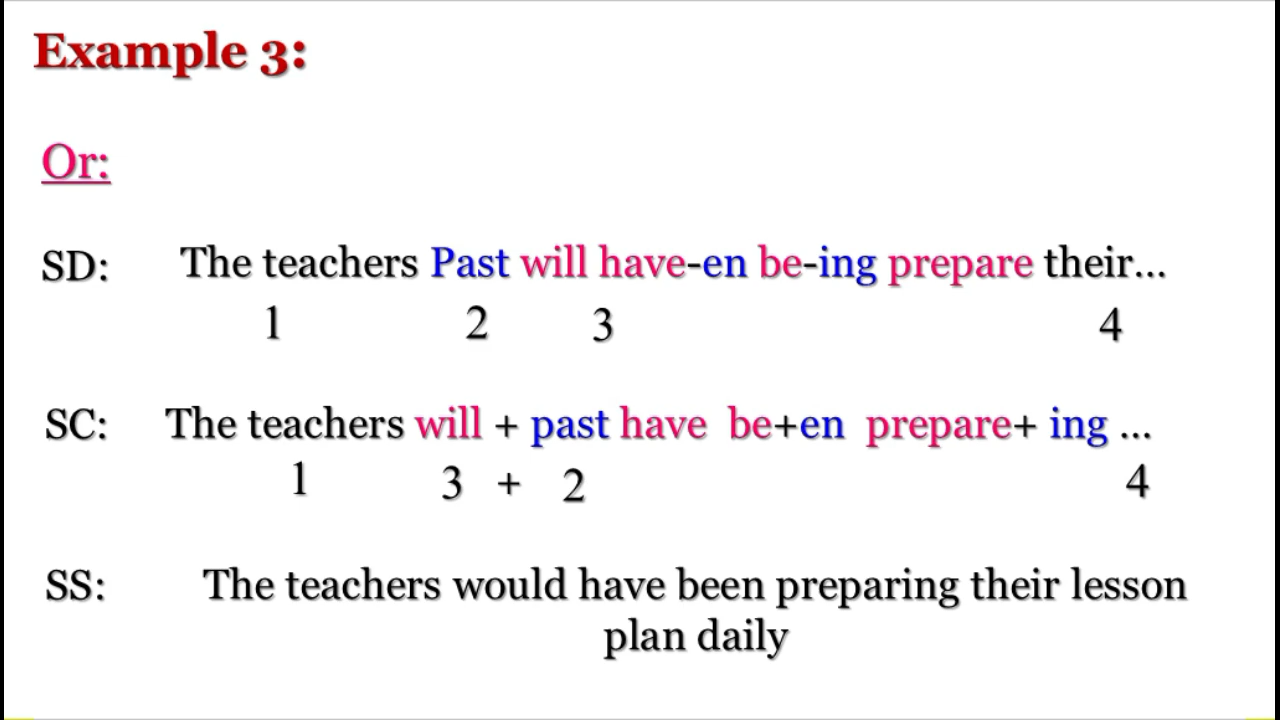 Example 3:
Or:
SD: The teachers Past will have-en be-ing prepare their...
1 2 3 4
SC: The teachers will + past have be+en prepare+ ing ...
1 3 + 2 4
SS: The teachers would have been preparing their lesson
plan daily